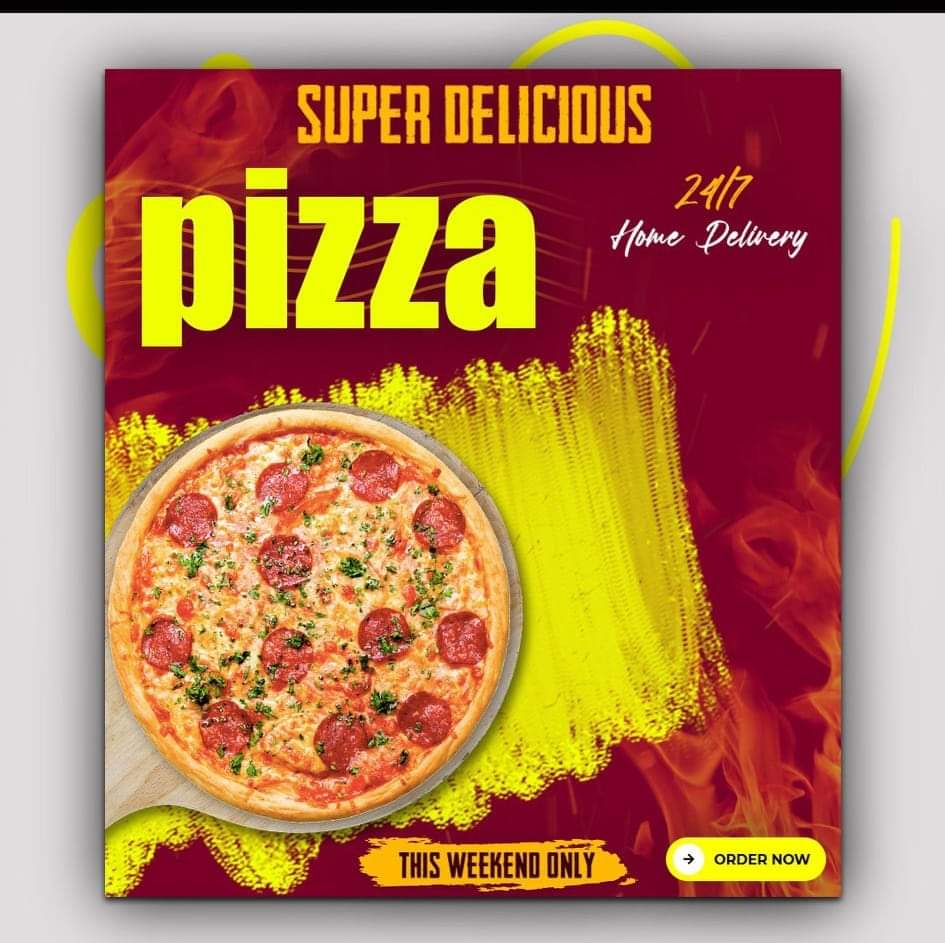 SUPER DELICIOUS
pizza
24/7
Home Delivery
THIS WEEKEND ONLY
ORDER NOW